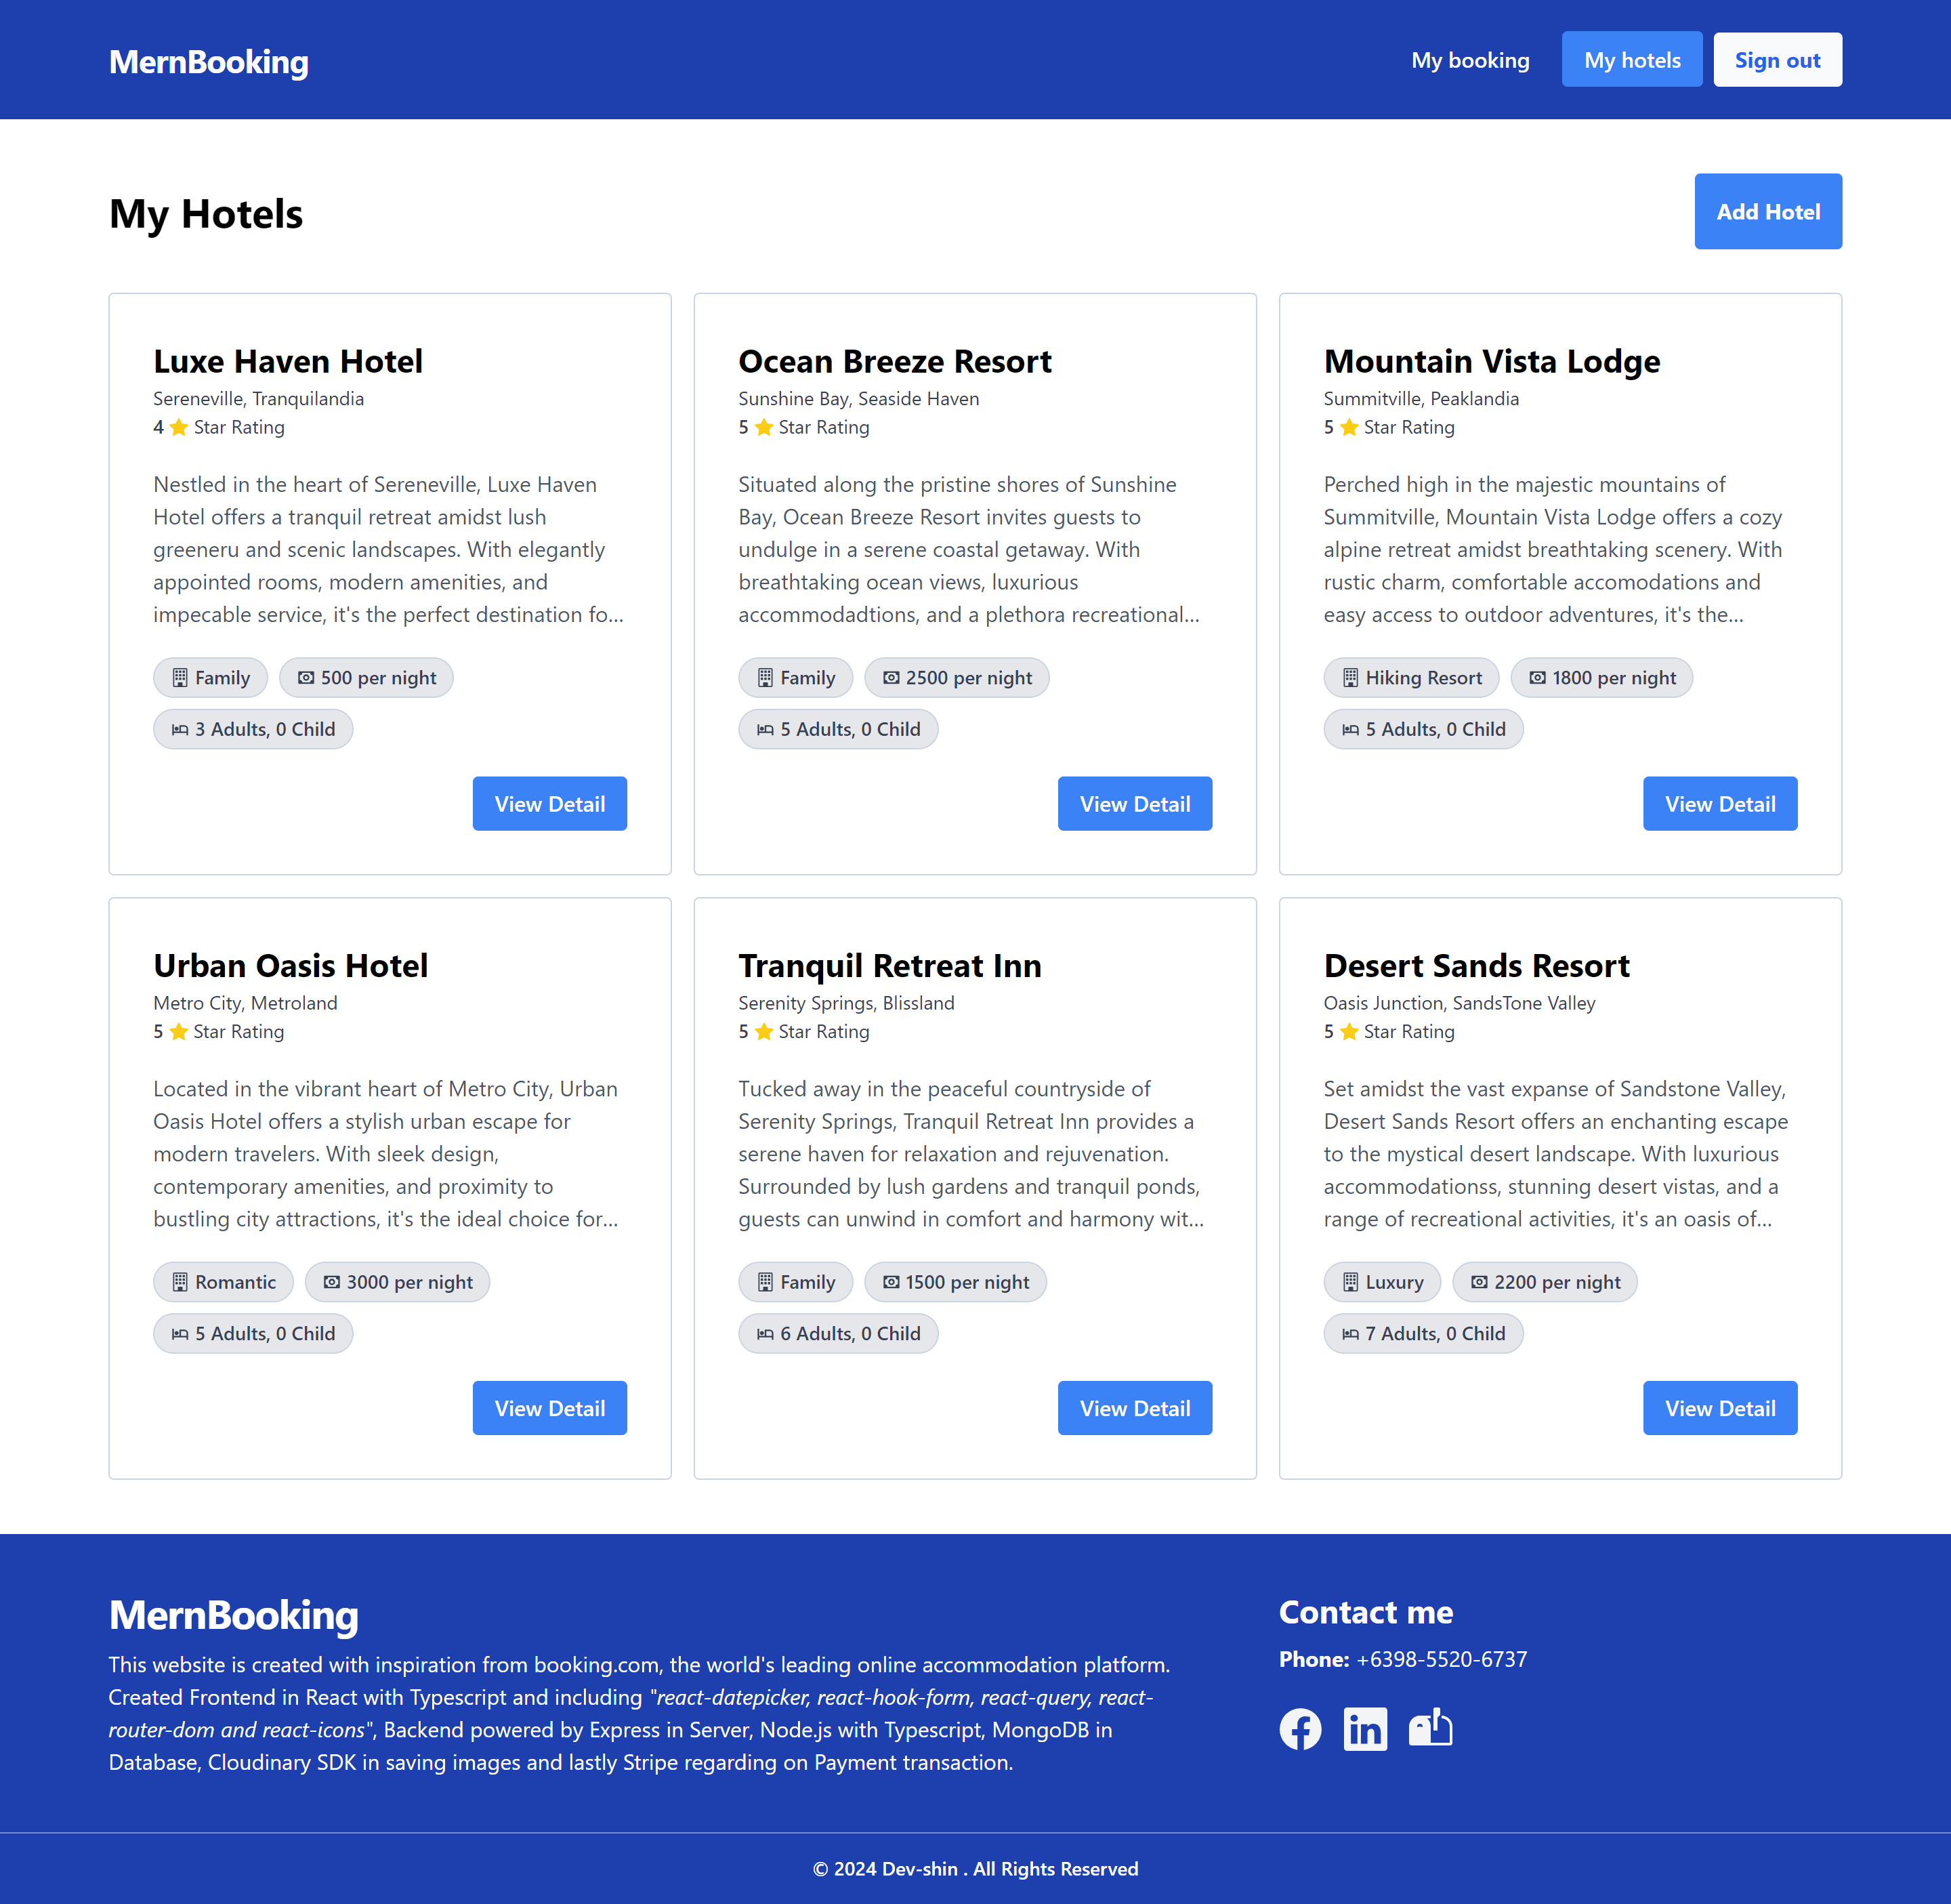 MernBooking
My booking
My hotels
Sign out
My Hotels
Add Hotel
Luxe Haven Hotel
Sereneville, Tranquilandia
4 Star Rating
Nestled in the heart of Sereneville, Luxe Haven
Hotel offers a tranquil retreat amidst lush
greeneru and scenic landscapes. With elegantly
appointed rooms, modern amenities, and
impecable service, it's the perfect destination fo...
Family
500 per night
3 Adults, 0 Child
View Detail
Ocean Breeze Resort
Sunshine Bay, Seaside Haven
5 Star Rating
Situated along the pristine shores of Sunshine
Bay, Ocean Breeze Resort invites guests to
undulge in a serene coastal getaway. With
breathtaking ocean views, luxurious
accommodadtions, and a plethora recreational...
Family
2500 per night
5 Adults, 0 Child
View Detail
Mountain Vista Lodge
Summitville, Peaklandia
5 Star Rating
Perched high in the majestic mountains of
Summitville, Mountain Vista Lodge offers a cozy
alpine retreat amidst breathtaking scenery. With
rustic charm, comfortable accomodations and
easy access to outdoor adventures, it's the...
Hiking Resort
1800 per night
5 Adults, 0 Child
View Detail
Urban Oasis Hotel
Metro City, Metroland
5 Star Rating
Located in the vibrant heart of Metro City, Urban
Oasis Hotel offers a stylish urban escape for
modern travelers. With sleek design,
contemporary amenities, and proximity to
bustling city attractions, it's the ideal choice for...
Romantic
3000 per night
5 Adults, 0 Child
View Detail
Tranquil Retreat Inn
Serenity Springs, Blissland
5 Star Rating
Tucked away in the peaceful countryside of
Serenity Springs, Tranquil Retreat Inn provides a
serene haven for relaxation and rejuvenation.
Surrounded by lush gardens and tranquil ponds,
guests can unwind in comfort and harmony wit...
Family
1500 per night
6 Adults, 0 Child
View Detail
Desert Sands Resort
Oasis Junction, SandsTone Valley
5 Star Rating
Set amidst the vast expanse of Sandstone Valley,
Desert Sands Resort offers an enchanting escape
to the mystical desert landscape. With luxurious
accommodationss, stunning desert vistas, and a
range of recreational activities, it's an oasis of...
Luxury
2200 per night
7 Adults, 0 Child
View Detail
MernBooking
This website is created with inspiration from booking.com, the world's leading online accommodation platform.
Created Frontend in React with Typescript and including "react-datepicker, react-hook-form, react-query, react-
router-dom and react-icons", Backend powered by Express in Server, Node.js with Typescript, MongoDB in
Database, Cloudinary SDK in saving images and lastly Stripe regarding on Payment transaction.
Contact me
Phone: +6398-5520-6737
© 2024 Dev-shin . All Rights Reserved